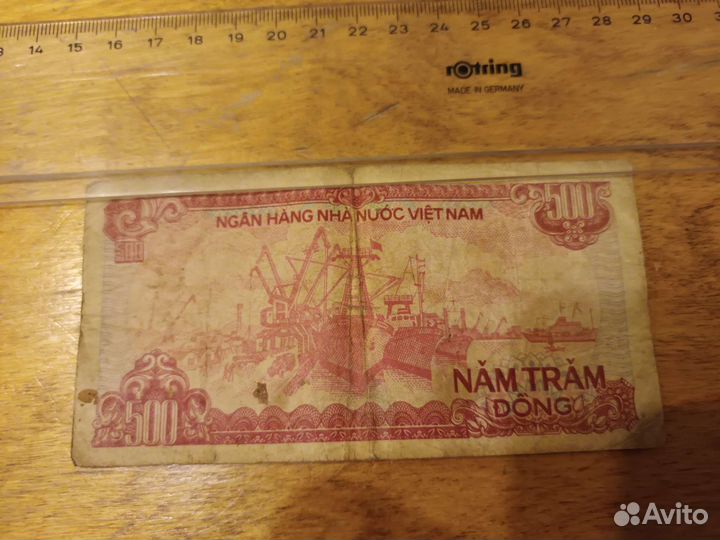 13 14 15 16 17 18 19 20 21 22 23 24 25 26 27 28 29 30
rotring
MADE IN GERMANY
500
NGÂN HÀNG NHÀ NƯỚC VIỆT NAM
500
500
NĂM TRĂM
ĐỒNG
500
Avito